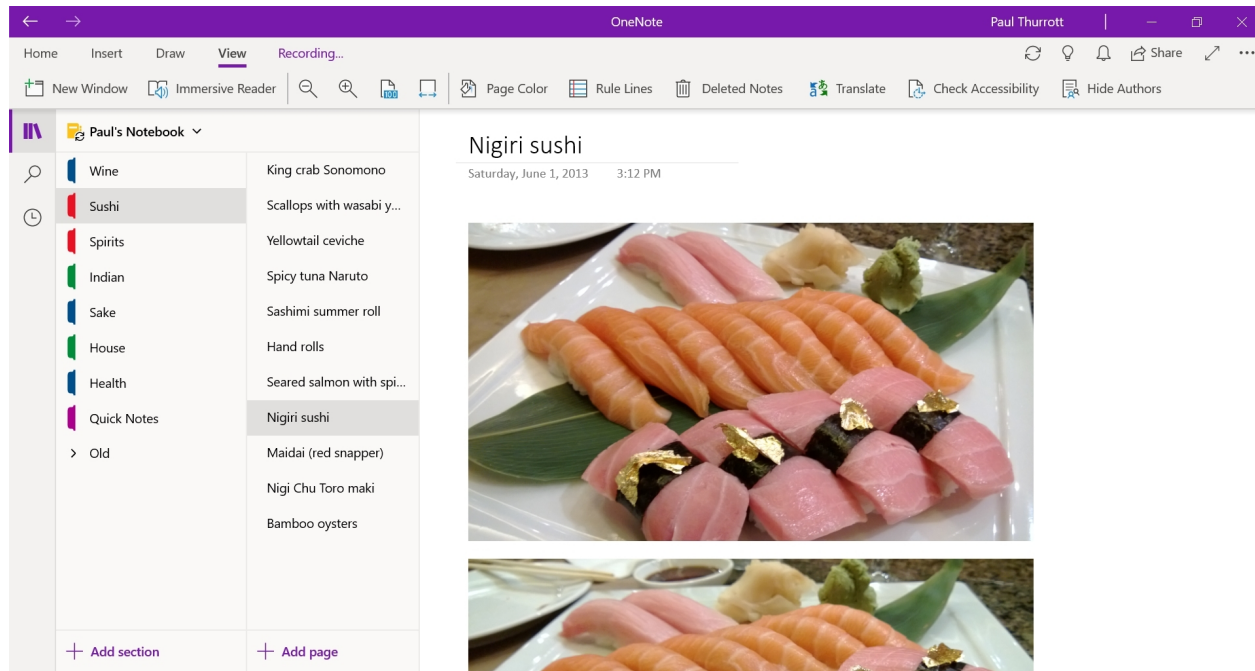 OneNote
Paul Thurrott
Home Insert Draw View Recording... Share
New Window Immersive Reader 100 Page Color Rule Lines Deleted Notes Translate Check Accessibility Hide Authors
Paul's Notebook
Wine
Sushi
Spirits
Indian
Sake
House
Health
Quick Notes
Old
Add section
King crab Sonomono
Scallops with wasabi y...
Yellowtail ceviche
Spicy tuna Naruto
Sashimi summer roll
Hand rolls
Seared salmon with spi...
Nigiri sushi
Maidai (red snapper)
Nigi Chu Toro maki
Bamboo oysters
Add page
Nigiri sushi
Saturday, June 1, 2013 3:12 PM